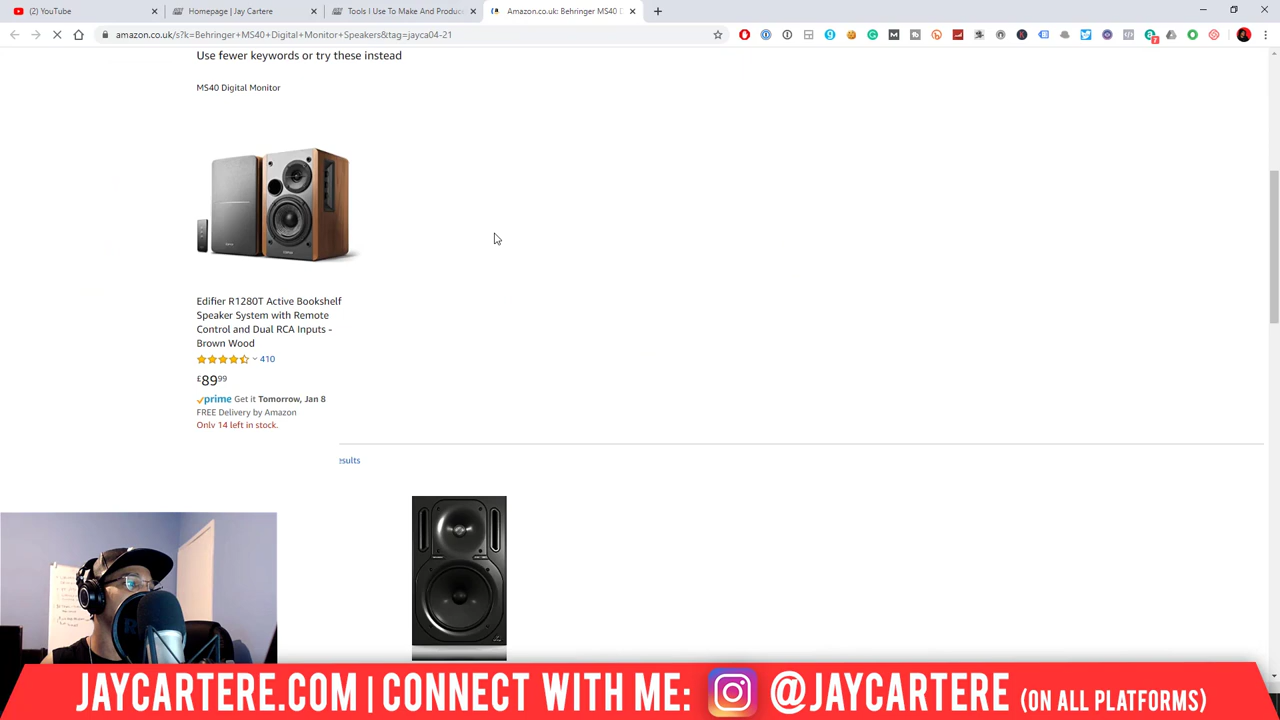 (2) YouTube
Homepage | Jay Cartere
Tools I Use To Make And Produc
Amazon.co.uk: Behringer MS40 D
amazon.co.uk/s?k=Behringer+MS40+Digital+Monitor+Speakers&tag=jayca04-21
Use fewer keywords or try these instead
MS40 Digital Monitor
Edifier R1280T Active Bookshelf
Speaker System with Remote
Control and Dual RCA Inputs -
Brown Wood
410
£89.99
prime Get it Tomorrow, Jan 8
FREE Delivery by Amazon
Only 14 left in stock.
esults
JAYCARTERE.COM | CONNECT WITH ME: @JAYCARTERE (ON ALL PLATFORMS)